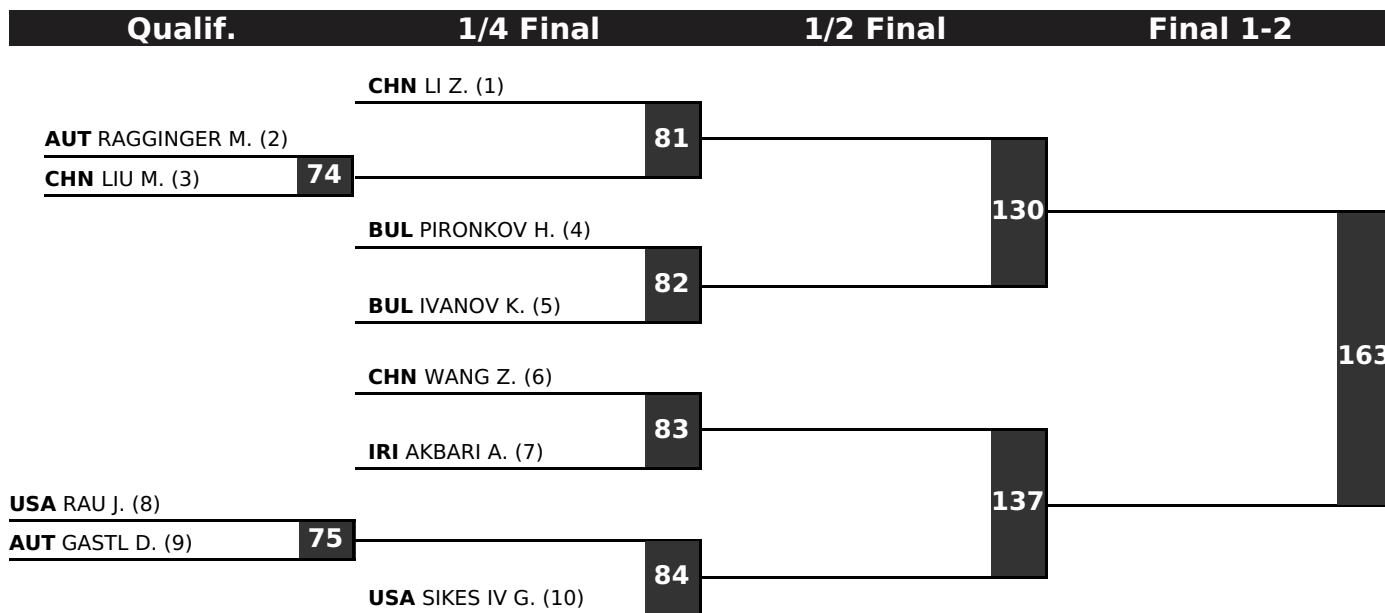 Qualif. 1/4 Final 1/2 Final Final 1-2
CHN LI Z. (1)
81
AUT RAGGINGER M. (2)
74
CHN LIU M. (3)
130
BUL PIRONKOV H. (4)
82
BUL IVANOV K. (5)
163
CHN WANG Z. (6)
83
IRI AKBARI A. (7)
137
USA RAU J. (8)
75
AUT GASTL D. (9)
84
USA SIKES IV G. (10)